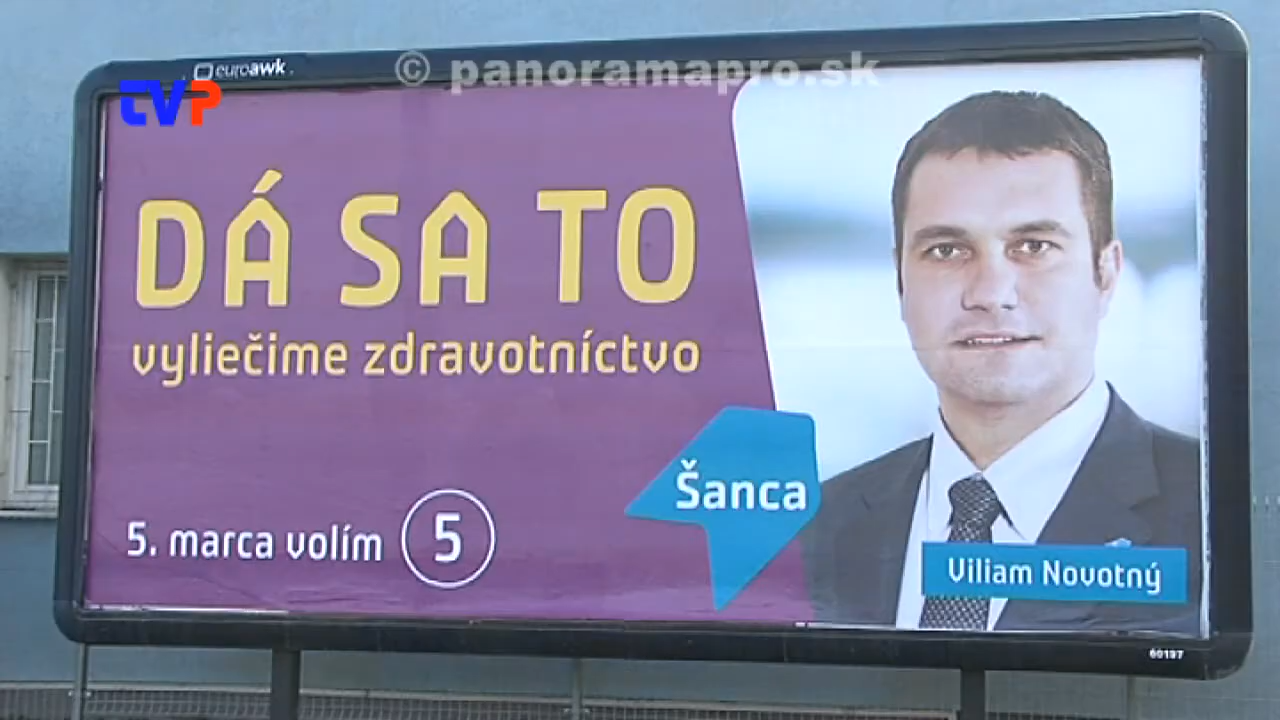 euroawk
© panoramapro.sk
TVP
DÁ SA TO
vyliečime zdravotníctvo
Šanca
5. marca volím 5
Viliam Novotný
60197